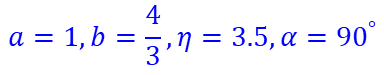 a = 1, b = 4/3, η = 3.5, α = 90°